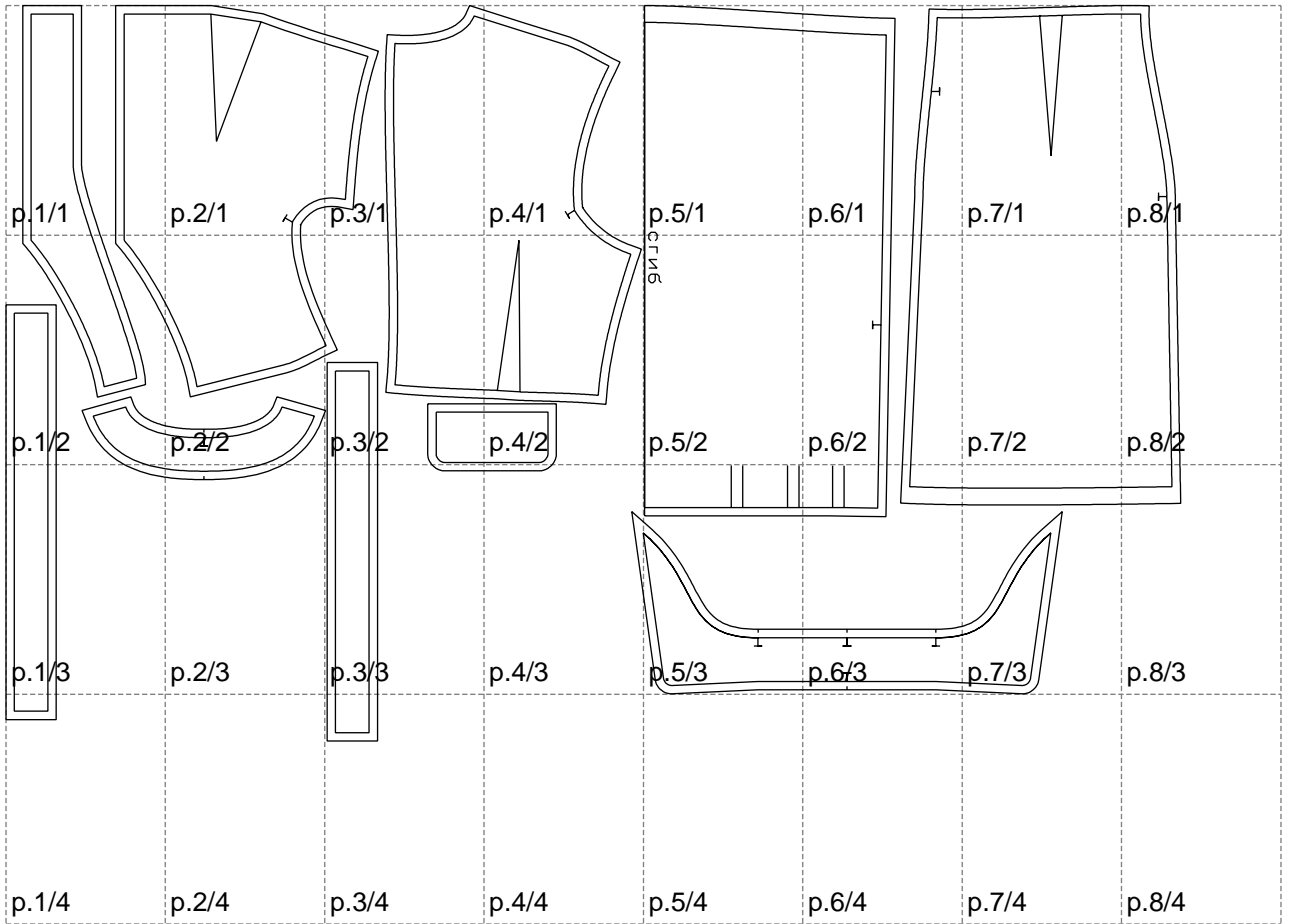 p.1/1
p.2/1
p.3/1
p.4/1
p.5/1
p.6/1
p.7/1
p.8/1
сгиб
p.1/2
p.2/2
p.3/2
p.4/2
p.5/2
p.6/2
p.7/2
p.8/2
p.1/3
p.2/3
p.3/3
p.4/3
p.5/3
p.6/3
p.7/3
p.8/3
p.1/4
p.2/4
p.3/4
p.4/4
p.5/4
p.6/4
p.7/4
p.8/4